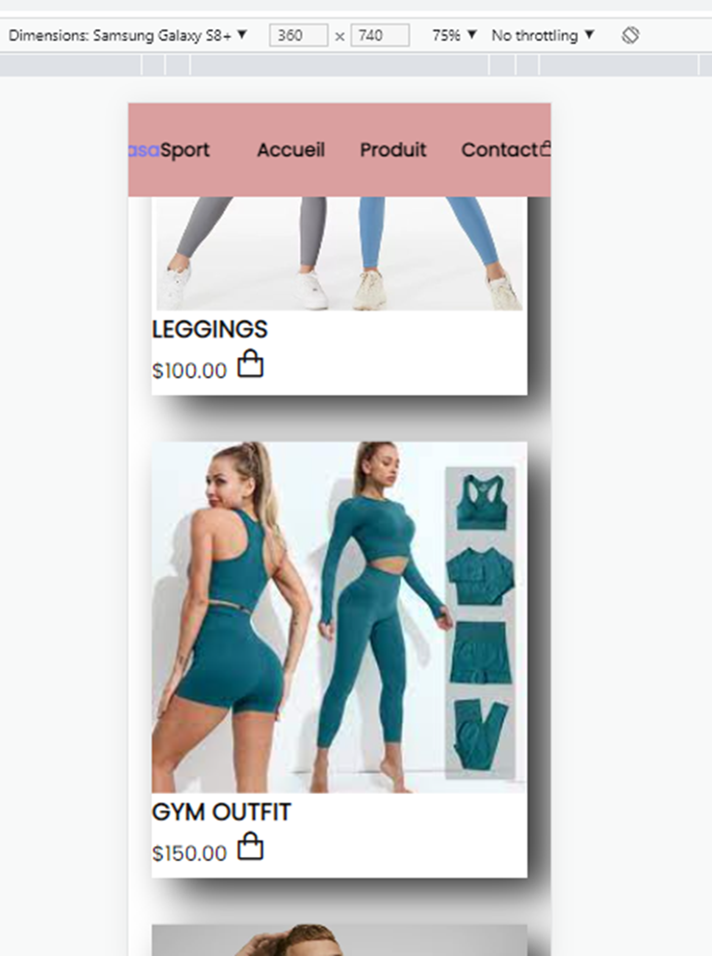 Dimensions: Samsung Galaxy S8+ ▼ 360 x 740 75% ▼ No throttling ▼
asaSport Accueil Produit Contact
LEGGINGS
$100.00
GYM OUTFIT
$150.00